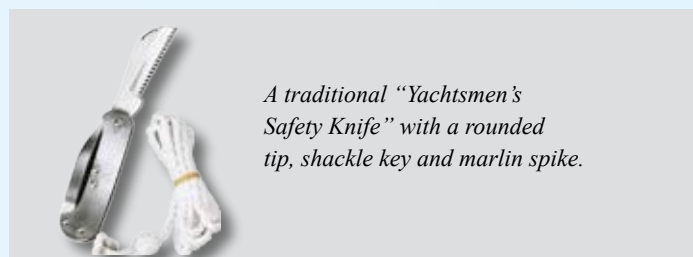 A traditional “Yachtsmen’s
Safety Knife” with a rounded
tip, shackle key and marlin spike.